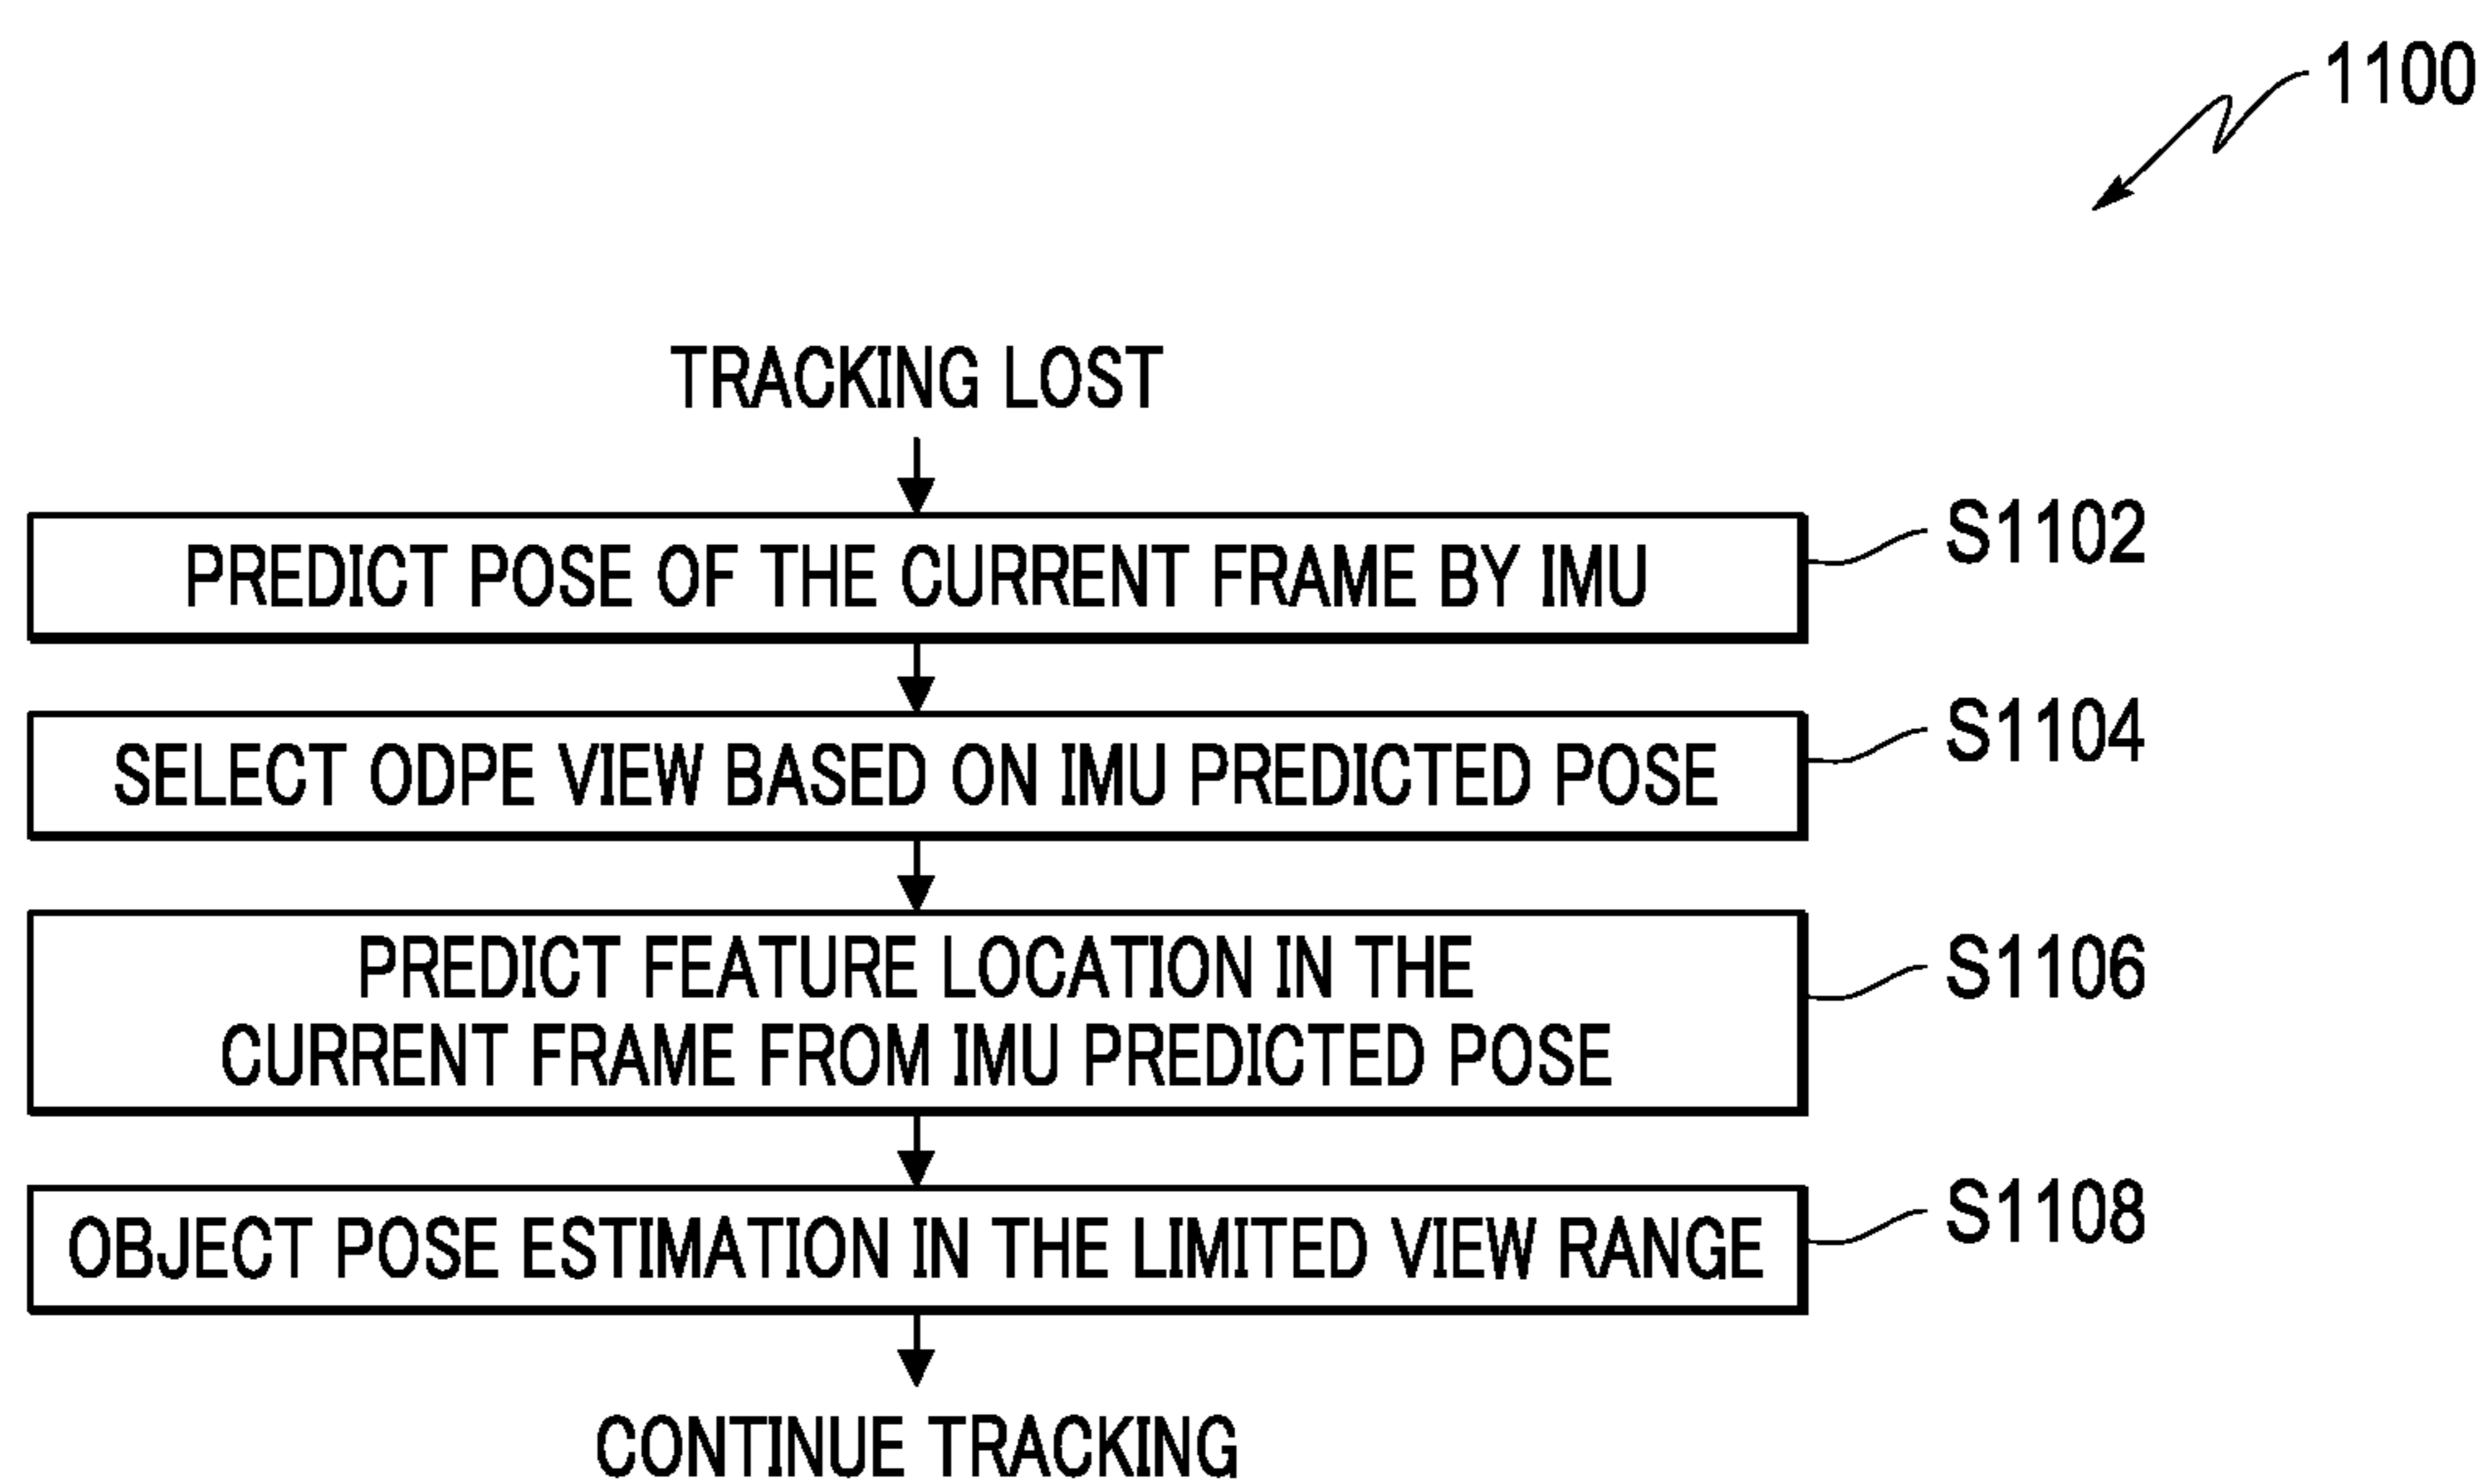 1100
TRACKING LOST
PREDICT POSE OF THE CURRENT FRAME BY IMU
S1102
SELECT ODPE VIEW BASED ON IMU PREDICTED POSE
S1104
PREDICT FEATURE LOCATION IN THE
CURRENT FRAME FROM IMU PREDICTED POSE
S1106
OBJECT POSE ESTIMATION IN THE LIMITED VIEW RANGE
S1108
CONTINUE TRACKING